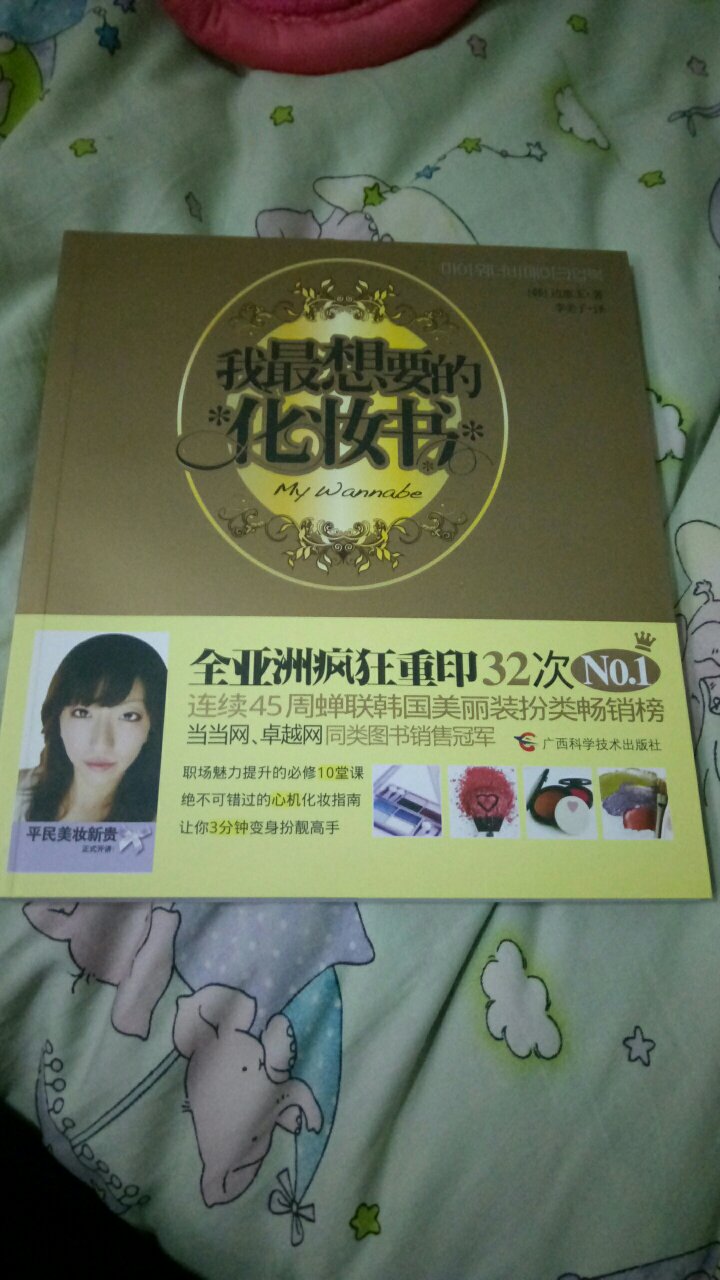 我最想要的
化妆书
My Wannabe
全亚洲疯狂重印32次 No.1
连续45周蝉联韩国美丽装扮类畅销榜
当当网、卓越网同类图书销售冠军 广西科学技术出版社
职场魅力提升的必修10堂课
绝不可错过的心机化妆指南
让你3分钟变身扮靓高手
平民美妆新贵
正式开讲!